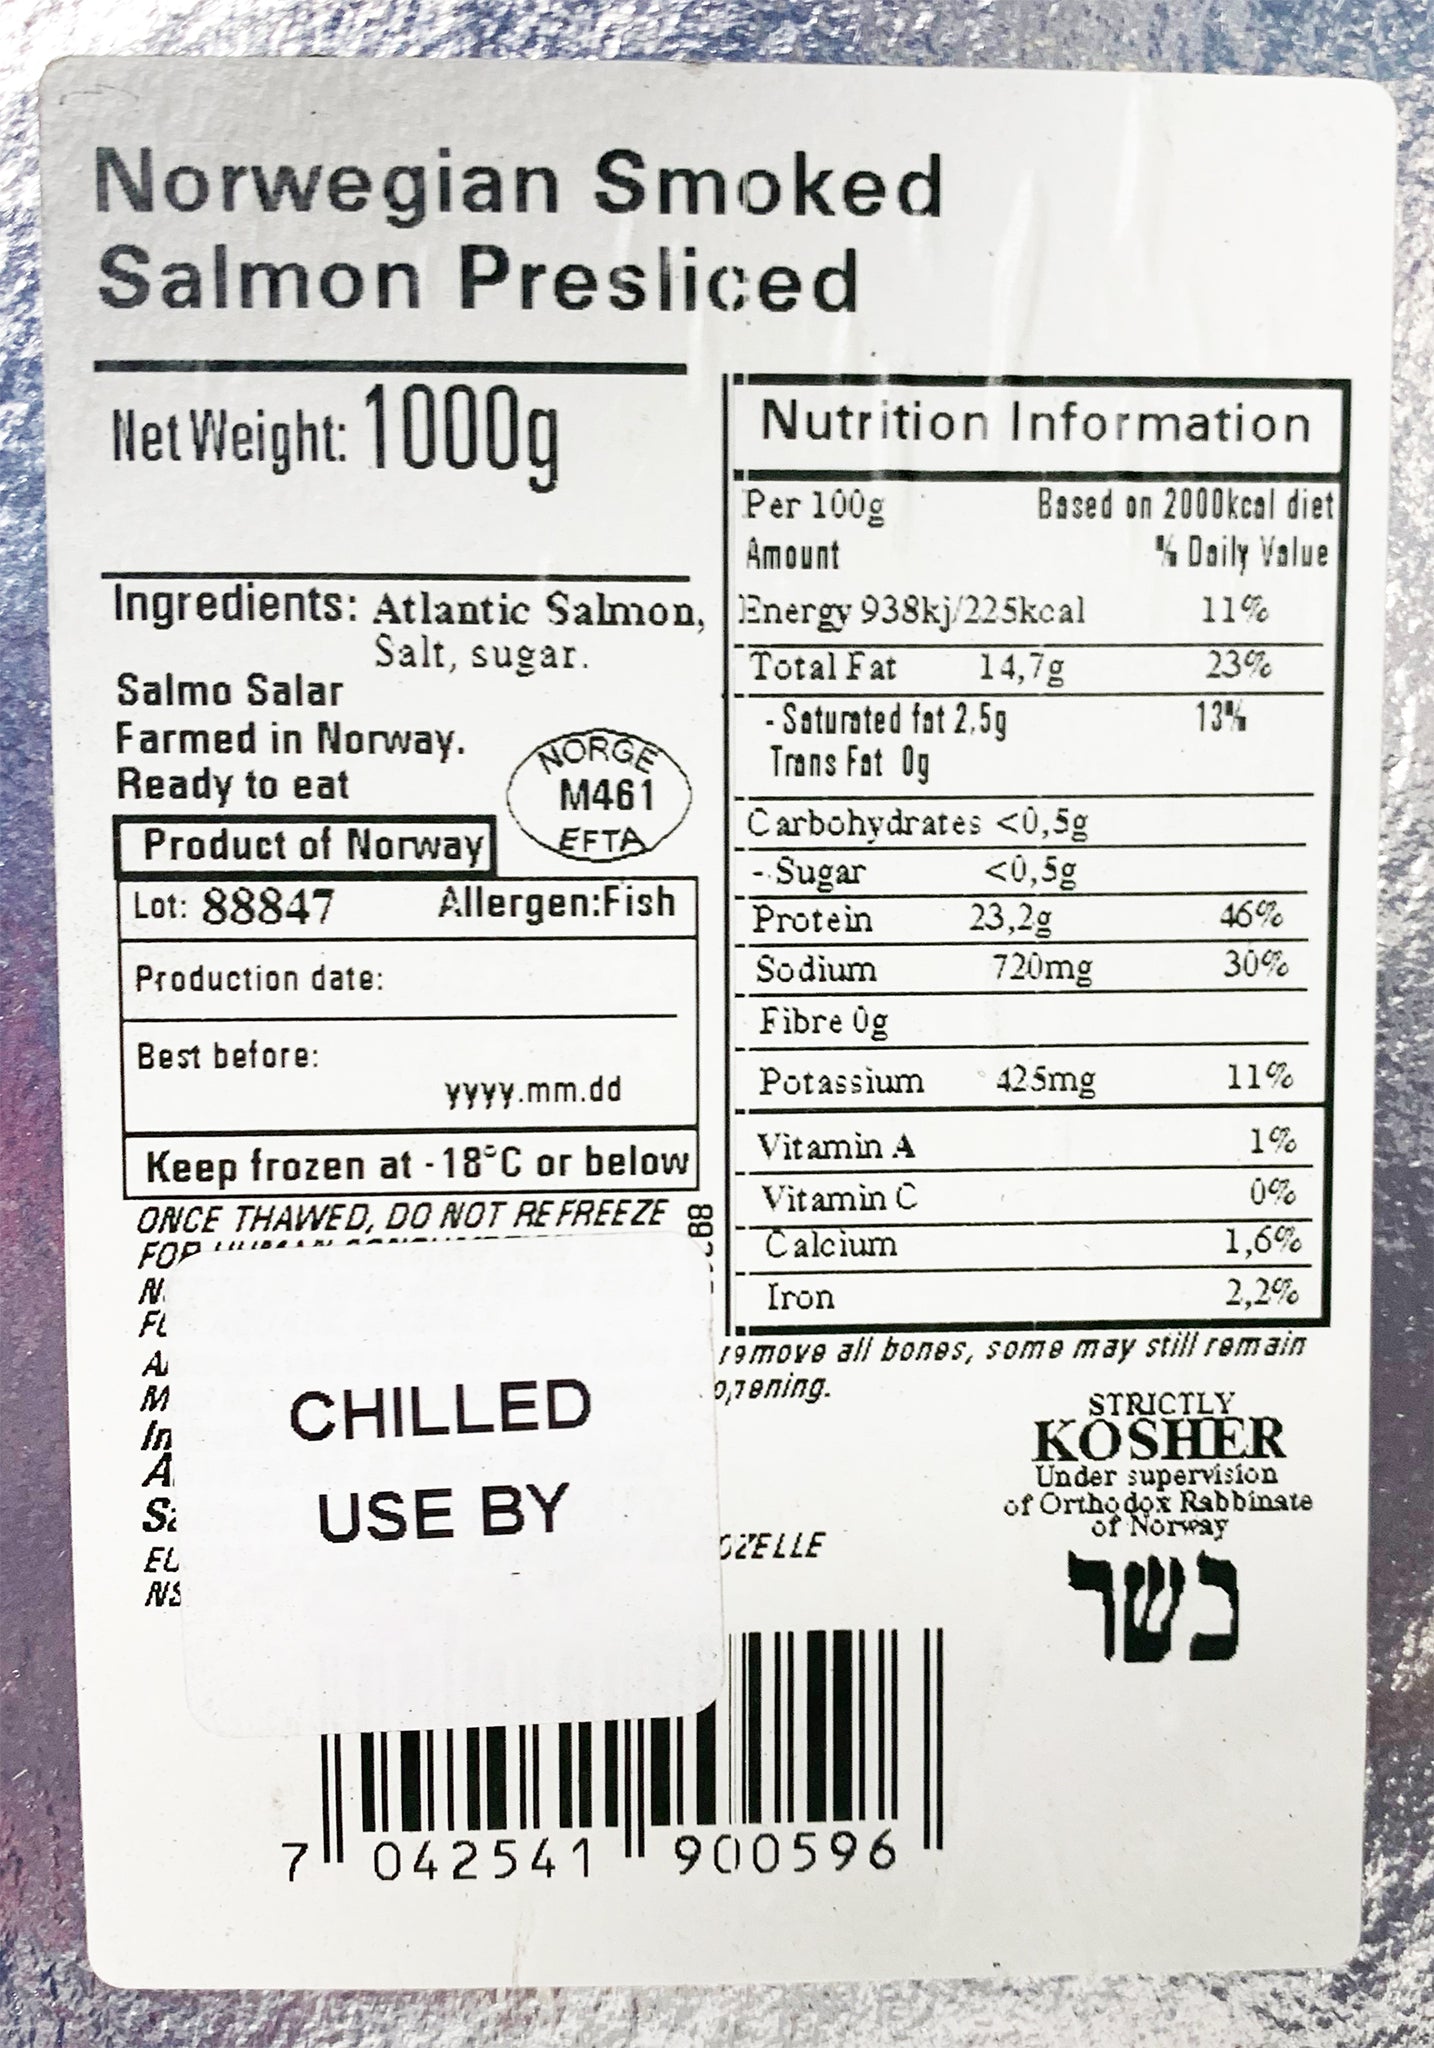 Norwegian Smoked
Salmon Presliced
Net Weight: 1000g
Ingredients: Atlantic Salmon,
Salt, sugar.
Salmo Salar
Farmed in Norway.
Ready to eat
NORGE
M461
EFTA
Product of Norway
Lot: 88847 Allergen:Fish
Production date:
Best before:
yyyy.mm.dd
Keep frozen at -18°C or below
ONCE THAWED, DO NOT REFREEZE
Nutrition Information
Per 100g Based on 2000kcal diet
Amount % Daily Value
Energy 938kj/225kcal 11%
Total Fat 14,7g 23%
- Saturated fat 2,5g 13%
Trans Fat 0g
Carbohydrates <0,5g
- Sugar <0,5g
Protein 23,2g 46%
Sodium 720mg 30%
Fibre 0g
Potassium 425mg 11%
Vitamin A 1%
Vitamin C 0%
Calcium 1,6%
Iron 2,2%
remove all bones, some may still remain
opening.
CHILLED
USE BY
STRICTLY
KOSHER
Under supervision
of Orthodox Rabbinate
of Norway
כשר
7 042541 900596